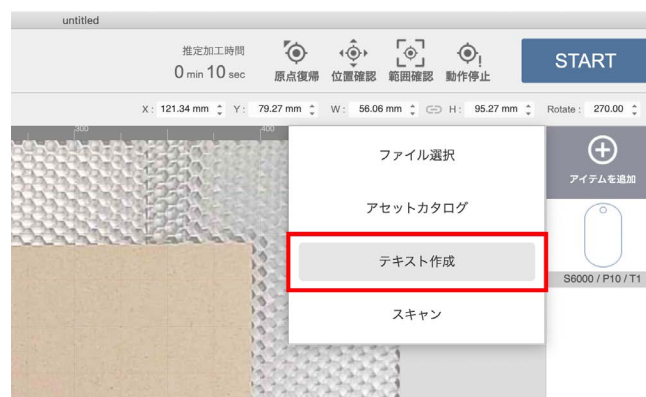 untitled
推定加工時間
0 min 10 sec
原点復帰
位置確認
範囲確認
動作停止
START
X : 121.34 mm Y : 79.27 mm W : 56.06 mm H : 95.27 mm Rotate : 270.00
300
400
ファイル選択
アセットカタログ
テキスト作成
スキャン
アイテムを追加
S6000 / P10 / T1